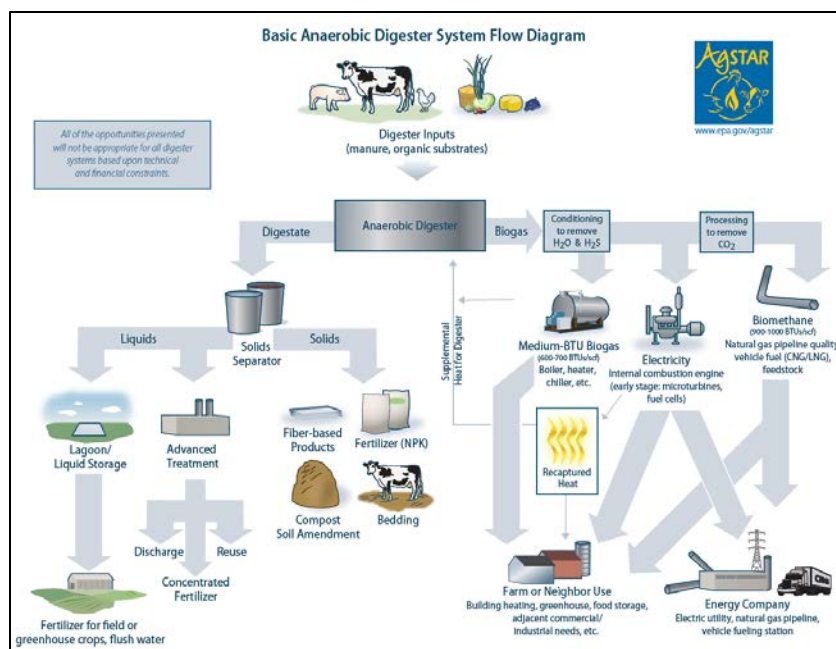 Basic Anaerobic Digester System Flow Diagram
AgSTAR
www.epa.gov/agstar
All of the opportunities presented
will not be appropriate for all digester
systems based upon technical
and financial constraints.
Digester Inputs
(manure, organic substrates)
Digestate
Anaerobic Digester
Biogas
Conditioning
to remove
H2O & H2S
Processing
to remove
CO2
Liquids
Solids
Separator
Solids
Supplemental
Heat for Digester
Medium-BTU Biogas
(600-700 BTUs/scf)
Boiler, heater,
chiller, etc.
Electricity
Internal combustion engine
(early stage: microturbines,
fuel cells)
Biomethane
(900-1000 BTUs/scf)
Natural gas pipeline quality,
vehicle fuel (CNG/LNG),
feedstock
Lagoon/
Liquid Storage
Advanced
Treatment
Fiber-based
Products
Fertilizer (NPK)
Recaptured
Heat
Compost
Soil Amendment
Bedding
Discharge
Reuse
Concentrated
Fertilizer
Fertilizer for field or
greenhouse crops, flush water
Farm or Neighbor Use
Building heating, greenhouse, food storage,
adjacent commercial/
industrial needs, etc.
Energy Company
Electric utility, natural gas pipeline,
vehicle fueling station